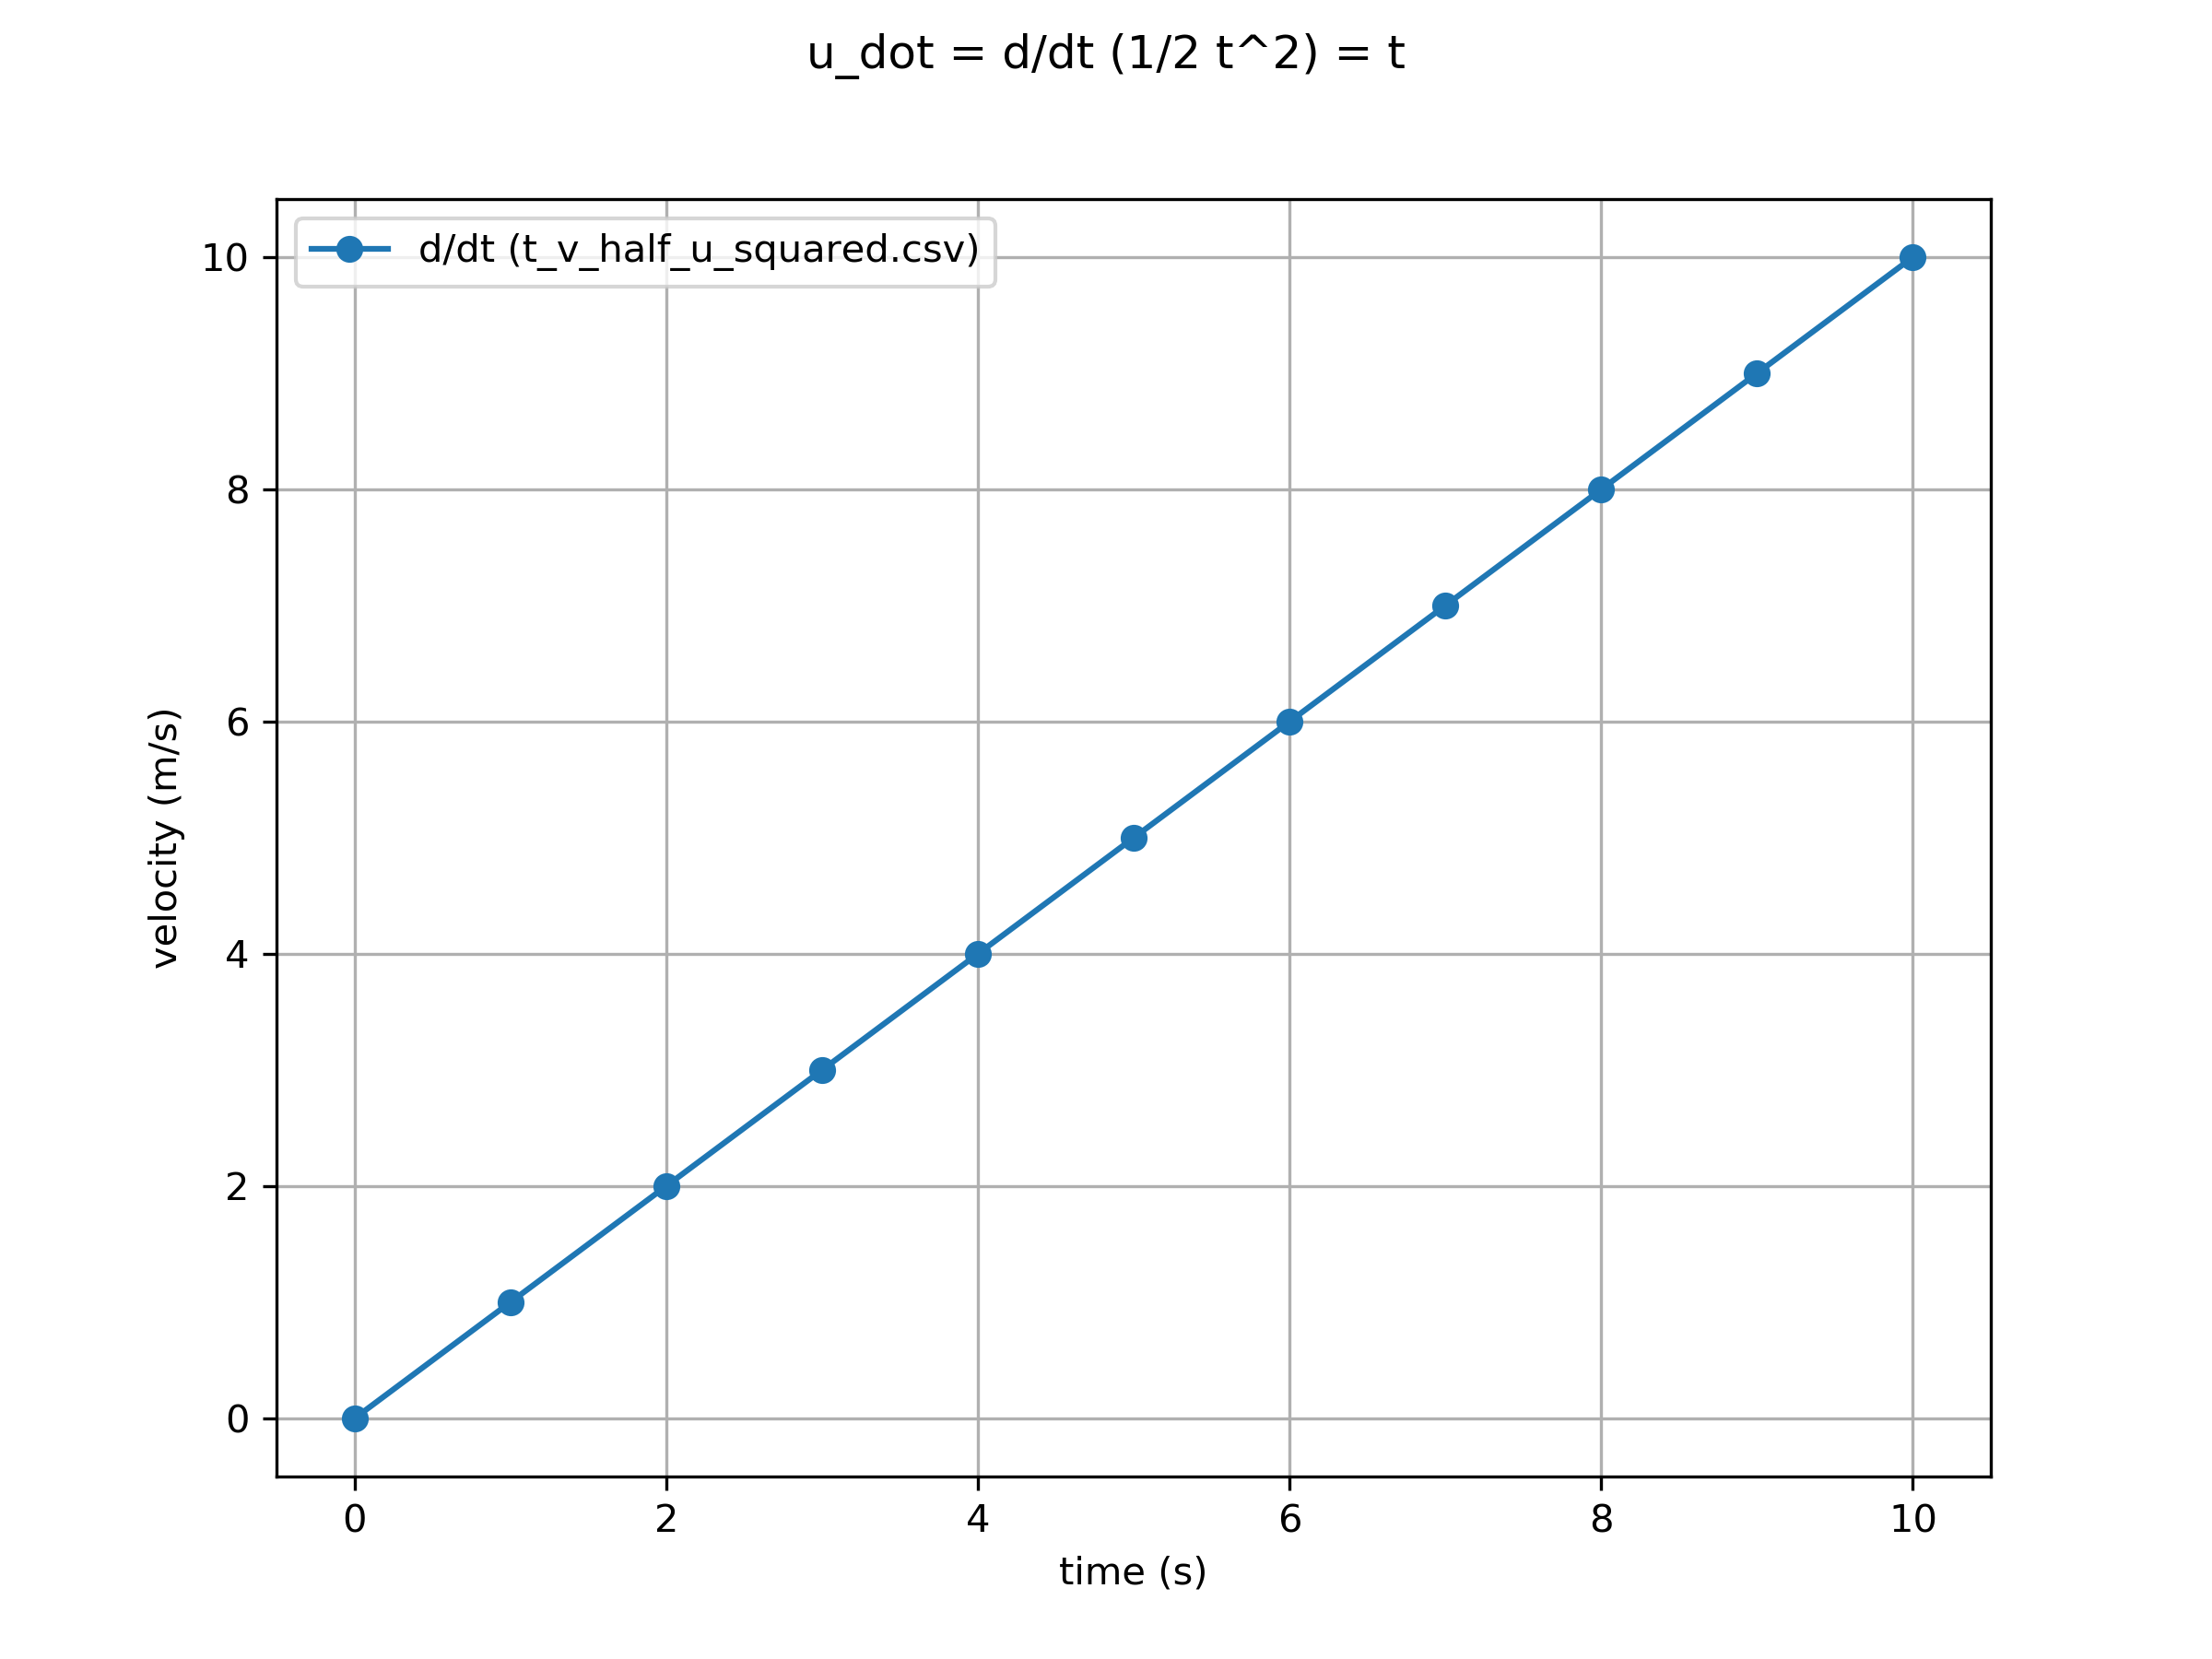 u_dot = d/dt (1/2 t^2) = t
d/dt (t_v_half_u_squared.csv)
10
8
6
4
2
0
velocity (m/s)
0 2 4 6 8 10
time (s)